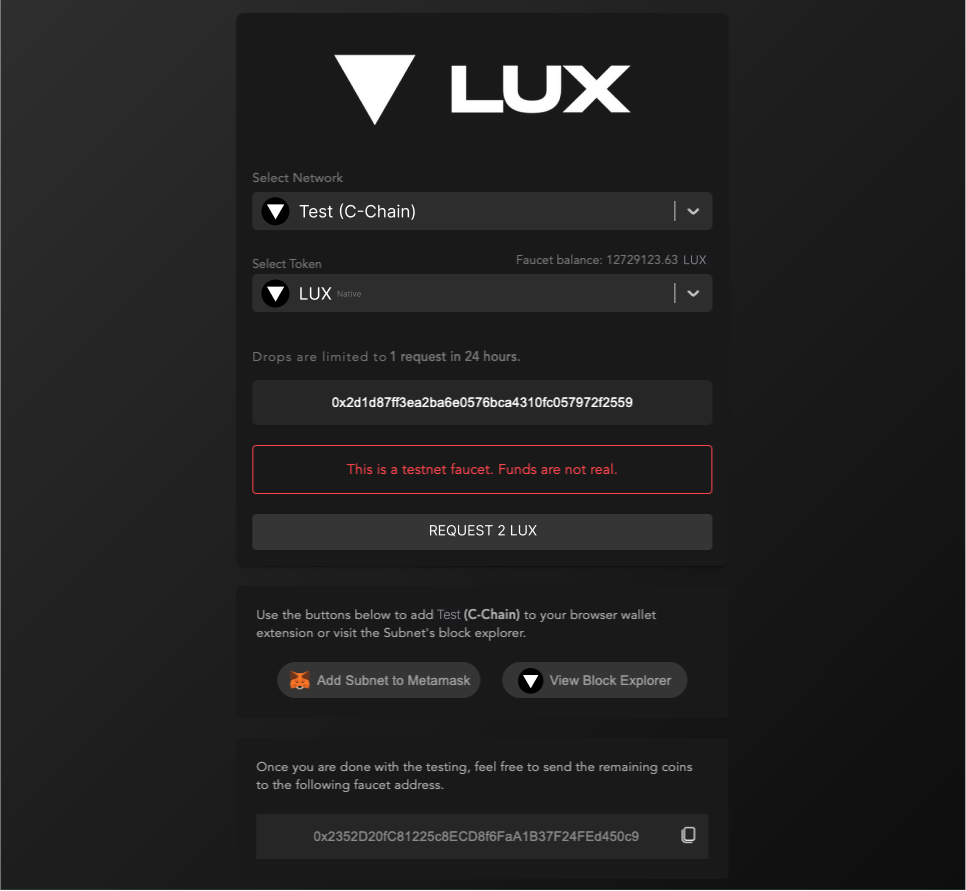 LUX
Select Network
Test (C-Chain)
Select Token
Faucet balance: 12729123.63 LUX
LUX Native
Drops are limited to 1 request in 24 hours.
0x2d1d87ff3ea2ba6e0576bca4310fc057972f2559
This is a testnet faucet. Funds are not real.
REQUEST 2 LUX
Use the buttons below to add Test (C-Chain) to your browser wallet
extension or visit the Subnet's block explorer.
Add Subnet to Metamask
View Block Explorer
Once you are done with the testing, feel free to send the remaining coins
to the following faucet address.
0x2352D20fC81225c8ECD8f6FaA1B37F24FEd450c9